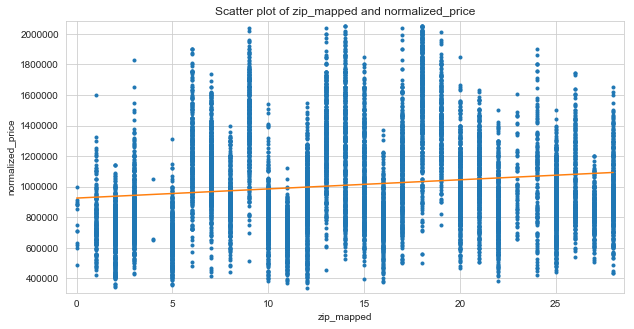 Scatter plot of zip_mapped and normalized_price
2000000
1800000
1600000
1400000
1200000
1000000
800000
600000
400000
normalized_price
0 5 10 15 20 25
zip_mapped